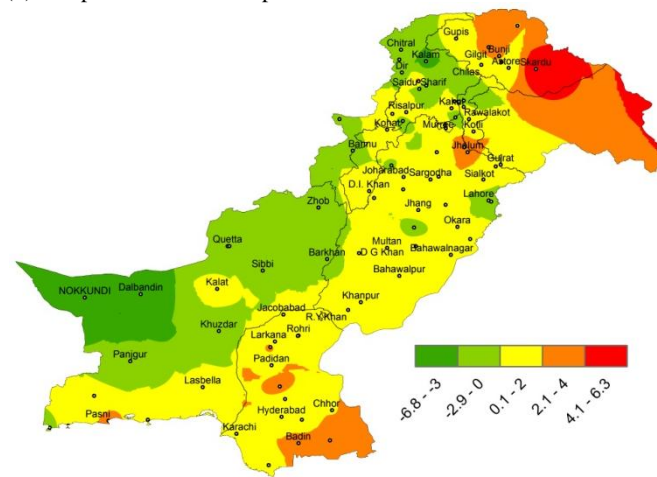 Gupis
Chitral
Bunji
Gilgit
Kalam
Astore
Skardu
Dir
Chilas
Saidu Sharif
Kakul
Risalpur
Rawalakot
Kohat
Murree
Kotli
Bannu
Jhelum
Gujrat
Joharabad
Sargodha
Sialkot
D.I. Khan
Zhob
Lahore
Jhang
Okara
Quetta
Multan
Barkhan
D G Khan
Bahawalnagar
Sibbi
Bahawalpur
Dalbandin
Kalat
NOKKUNDI
Khanpur
Jacobabad
R.Y.Khan
Khuzdar
Rohri
Larkana
Panjgur
Padidan
Lasbella
Chhor
Pasni
Hyderabad
Karachi
Badin
-6.8 - -3
-2.9 - 0
0.1 - 2
2.1 - 4
4.1 - 6.3